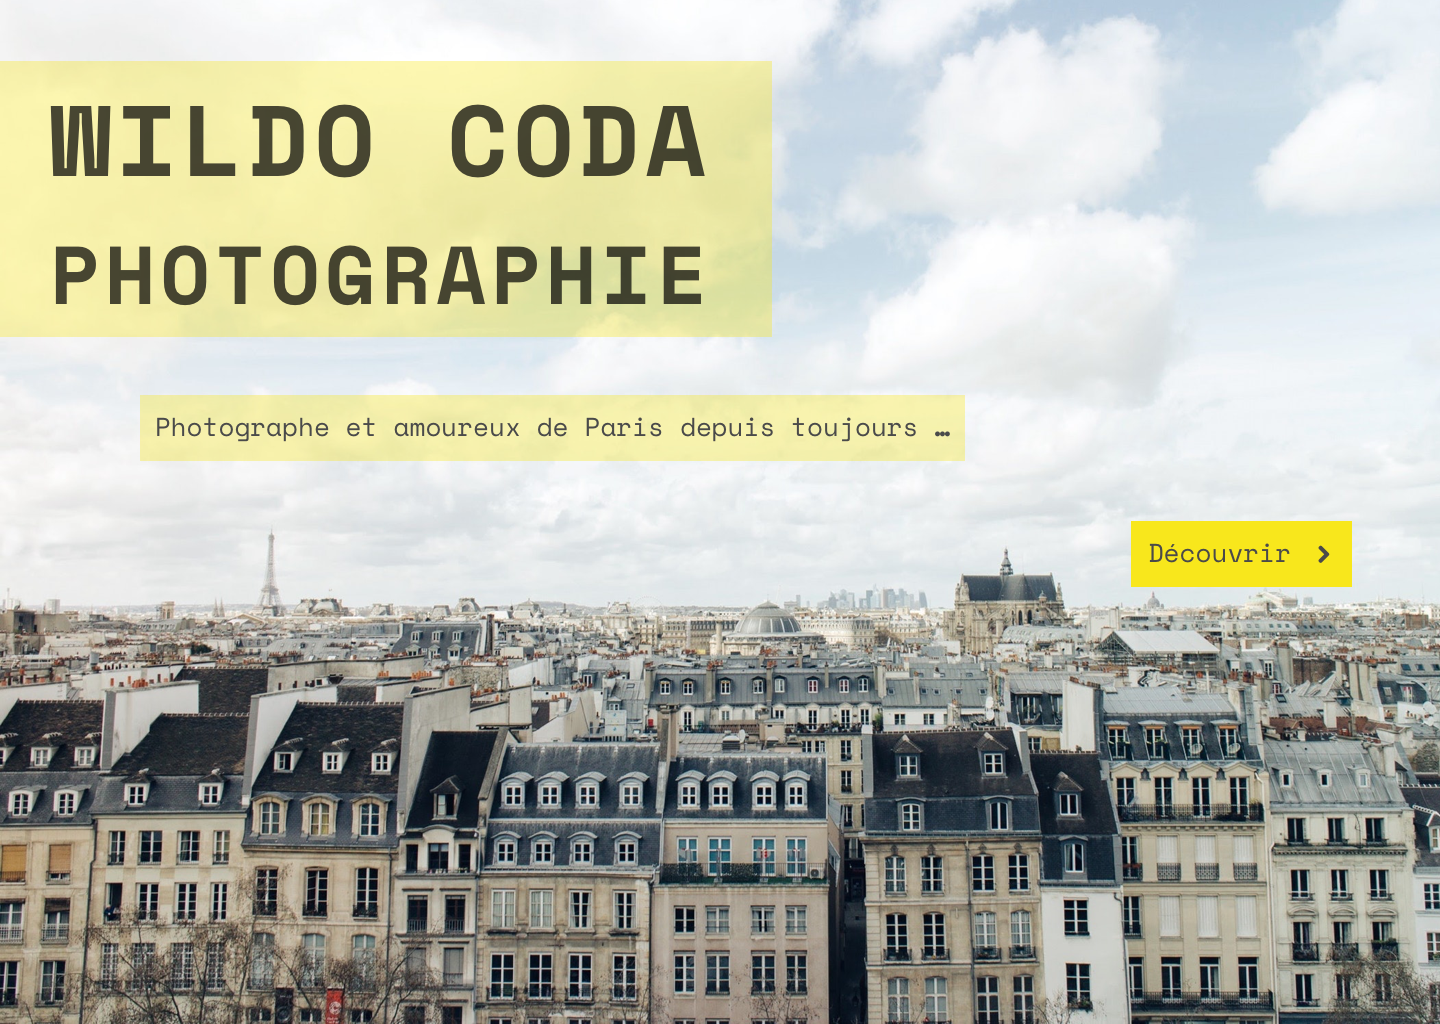 WILDO CODA
PHOTOGRAPHIE
Photographe et amoureux de Paris depuis toujours …
Découvrir